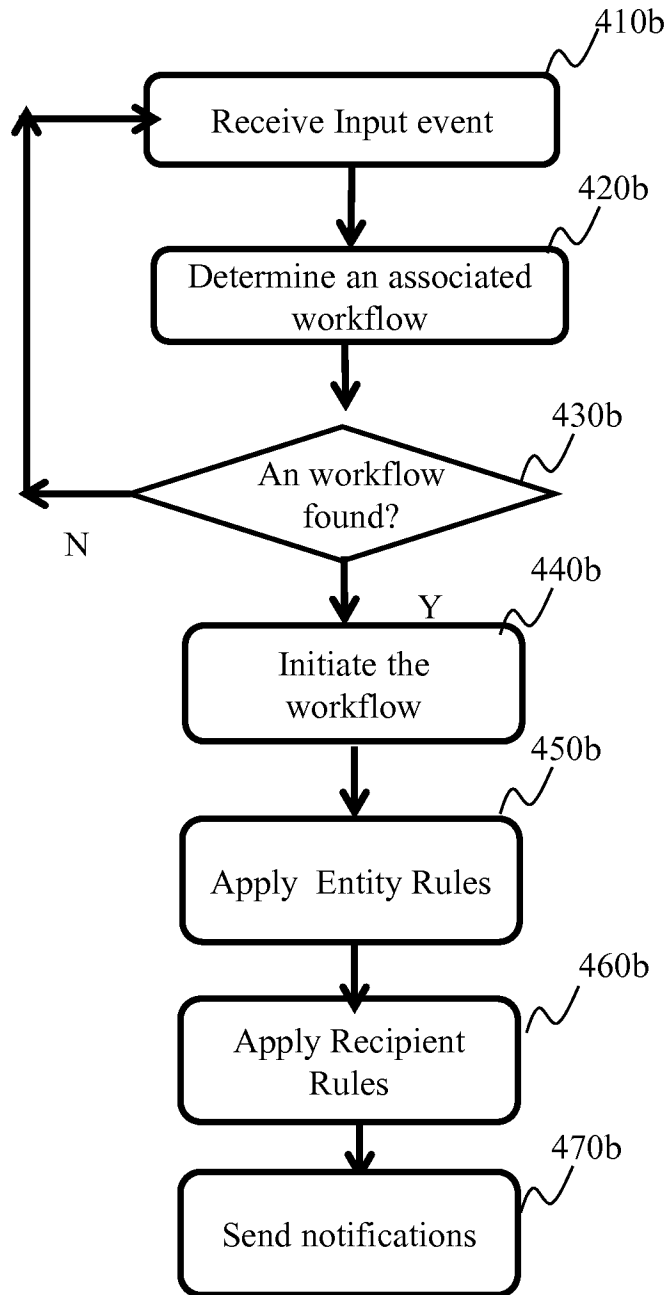 410b
Receive Input event
420b
Determine an associated
workflow
430b
An workflow
found?
N
440b
Y
Initiate the
workflow
450b
Apply Entity Rules
460b
Apply Recipient
Rules
470b
Send notifications